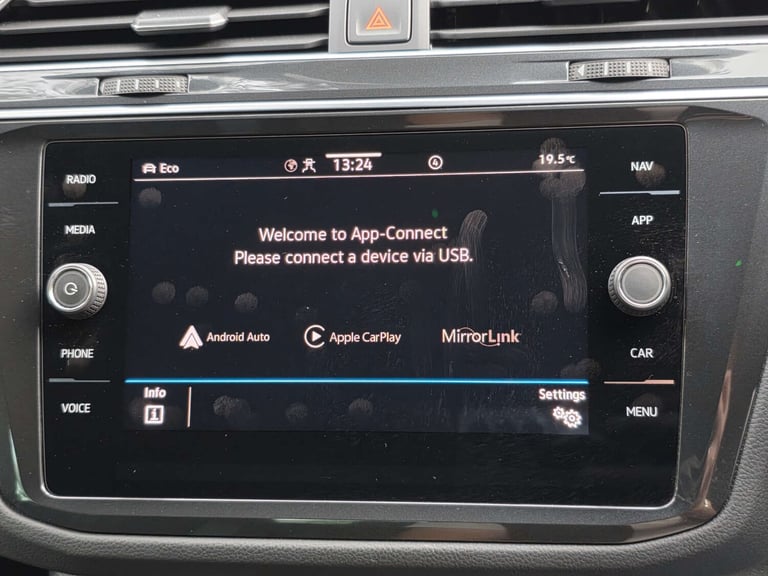 RADIO
MEDIA
PHONE
VOICE
Eco
13:24
4
19.5°C
Welcome to App-Connect
Please connect a device via USB.
Android Auto
Apple CarPlay
MirrorLink
Info
i
Settings
NAV
APP
CAR
MENU